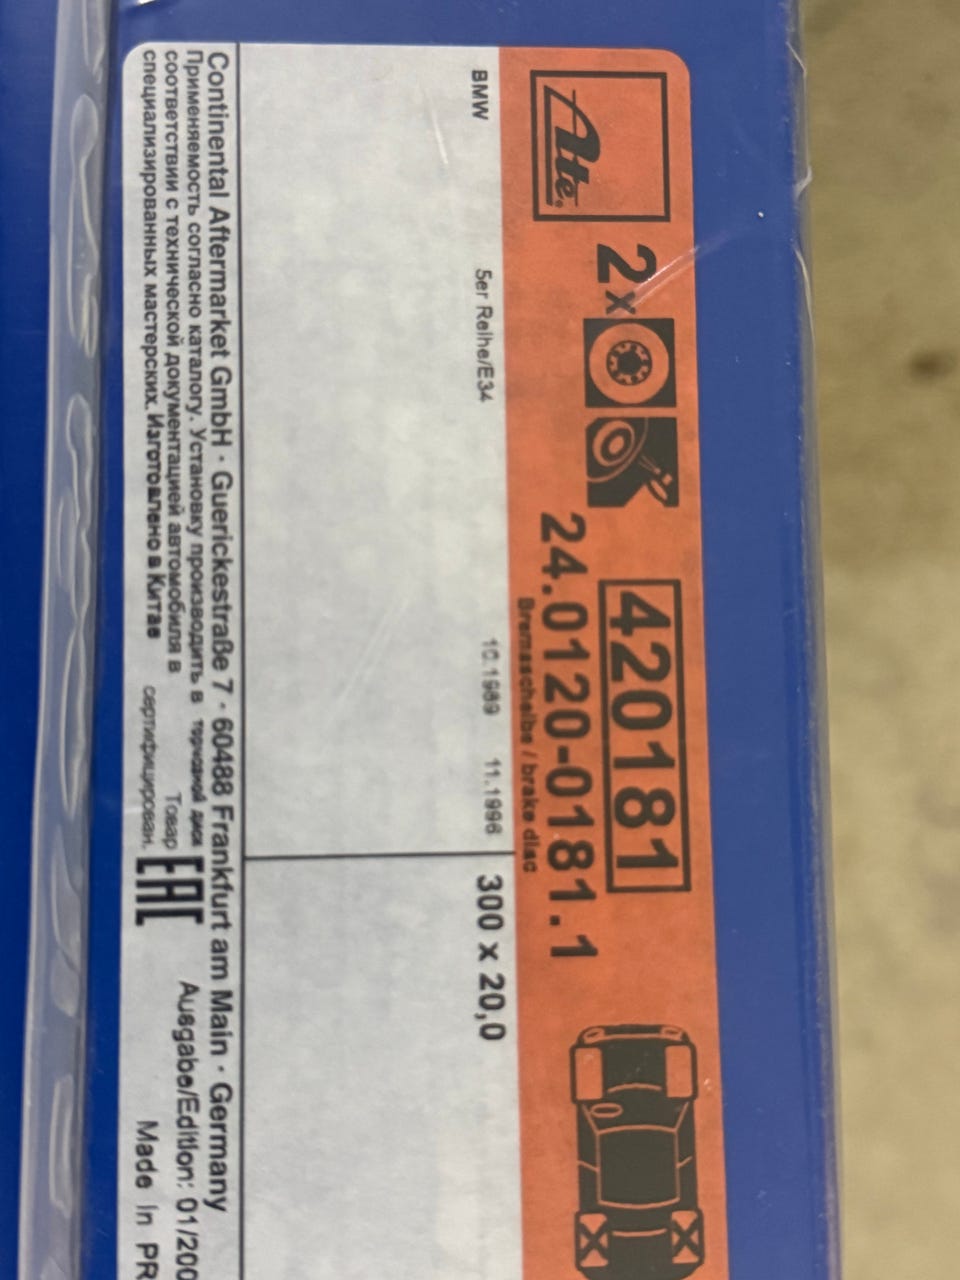 Ate®
2x
420181
24.0120-0181.1
Bremsscheibe / brake disc
BMW 5er Reihe/E34 10.1989 11.1996 300 x 20,0
Continental Aftermarket GmbH · Guerickestraße 7 · 60488 Frankfurt am Main · Germany
Применяемость согласно каталогу. Установку производить в тормозной диск
соответствии с технической документацией автомобиля в Товар
специализированных мастерских. Изготовлено в Китае сертифицирован.
EAC
Ausgabe/Edition: 01/200
Made in PR